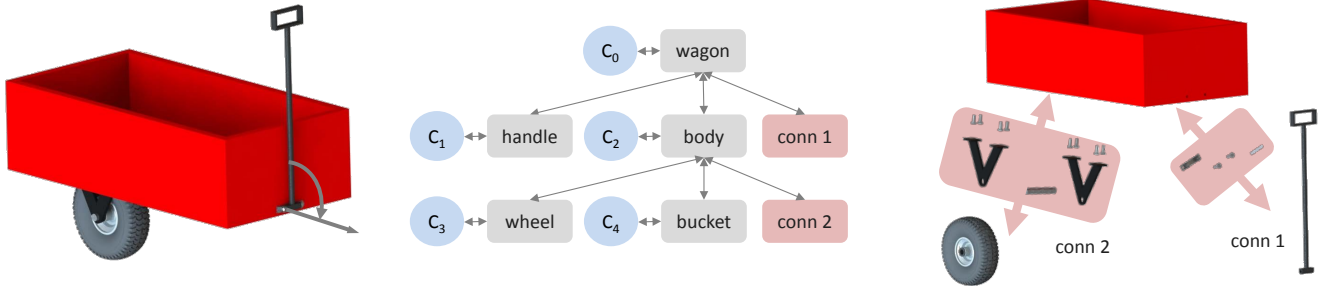 C0 wagon
C1 handle C2 body conn 1
C3 wheel C4 bucket conn 2
conn 2 conn 1